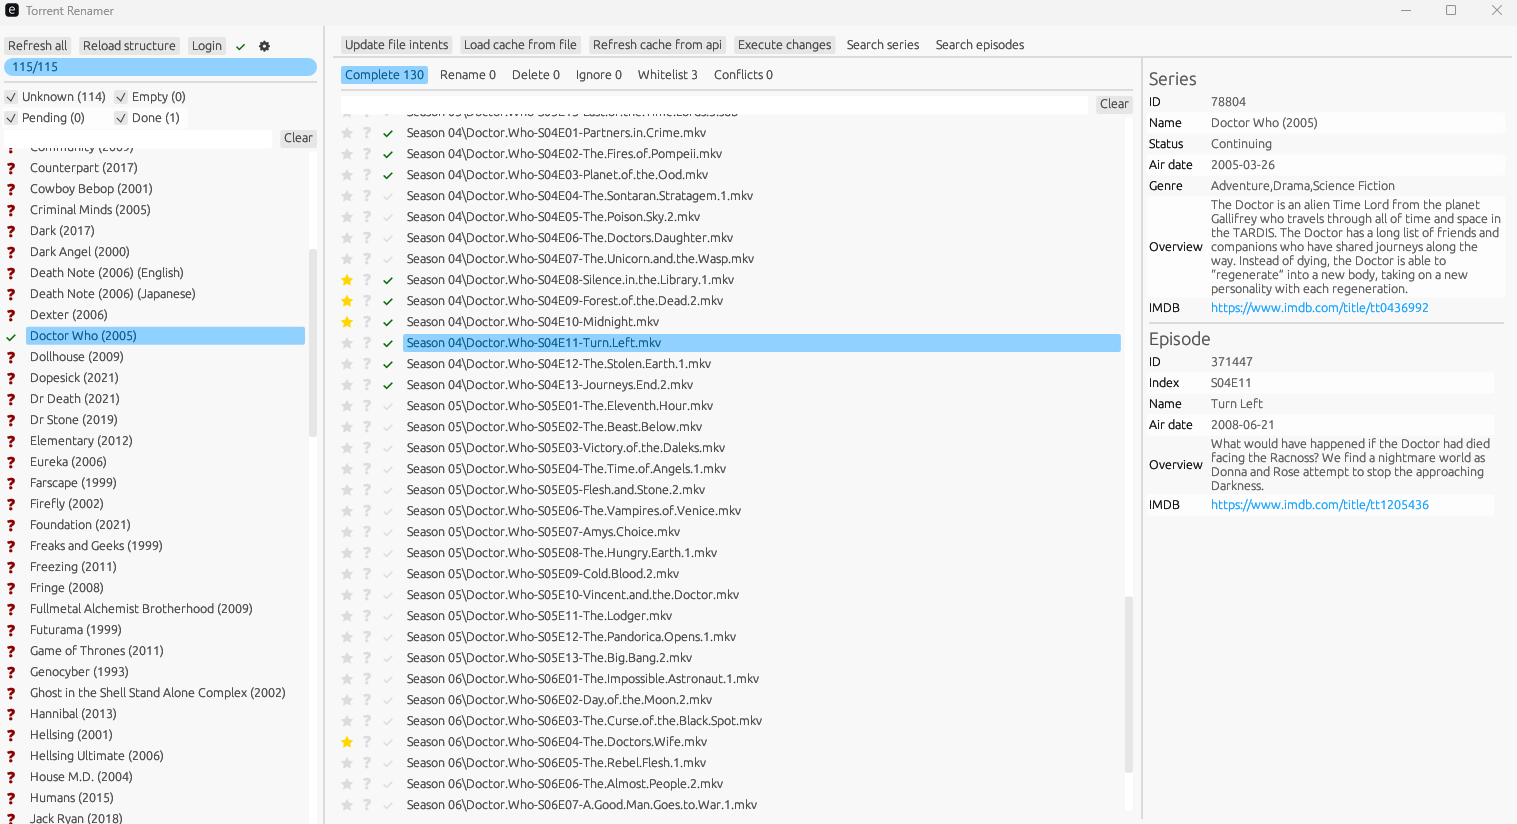 Torrent Renamer
Refresh all Reload structure Login
115/115
Unknown (114) Empty (0)
Pending (0) Done (1)
Clear
Community (2009)
Counterpart (2017)
Cowboy Bebop (2001)
Criminal Minds (2005)
Dark (2017)
Dark Angel (2000)
Death Note (2006) (English)
Death Note (2006) (Japanese)
Dexter (2006)
Doctor Who (2005)
Dollhouse (2009)
Dopesick (2021)
Dr Death (2021)
Dr Stone (2019)
Elementary (2012)
Eureka (2006)
Farscape (1999)
Firefly (2002)
Foundation (2021)
Freaks and Geeks (1999)
Freezing (2011)
Fringe (2008)
Fullmetal Alchemist Brotherhood (2009)
Futurama (1999)
Game of Thrones (2011)
Genocyber (1993)
Ghost in the Shell Stand Alone Complex (2002)
Hannibal (2013)
Hellsing (2001)
Hellsing Ultimate (2006)
House M.D. (2004)
Humans (2015)
Jack Ryan (2018)
Update file intents Load cache from file Refresh cache from api Execute changes Search series Search episodes
Complete 130 Rename 0 Delete 0 Ignore 0 Whitelist 3 Conflicts 0
Clear
Season 03\Doctor.Who-S03E13-Last.of.the.Time.Lords.3.sub
Season 04\Doctor.Who-S04E01-Partners.in.Crime.mkv
Season 04\Doctor.Who-S04E02-The.Fires.of.Pompeii.mkv
Season 04\Doctor.Who-S04E03-Planet.of.the.Ood.mkv
Season 04\Doctor.Who-S04E04-The.Sontaran.Stratagem.1.mkv
Season 04\Doctor.Who-S04E05-The.Poison.Sky.2.mkv
Season 04\Doctor.Who-S04E06-The.Doctors.Daughter.mkv
Season 04\Doctor.Who-S04E07-The.Unicorn.and.the.Wasp.mkv
Season 04\Doctor.Who-S04E08-Silence.in.the.Library.1.mkv
Season 04\Doctor.Who-S04E09-Forest.of.the.Dead.2.mkv
Season 04\Doctor.Who-S04E10-Midnight.mkv
Season 04\Doctor.Who-S04E11-Turn.Left.mkv
Season 04\Doctor.Who-S04E12-The.Stolen.Earth.1.mkv
Season 04\Doctor.Who-S04E13-Journeys.End.2.mkv
Season 05\Doctor.Who-S05E01-The.Eleventh.Hour.mkv
Season 05\Doctor.Who-S05E02-The.Beast.Below.mkv
Season 05\Doctor.Who-S05E03-Victory.of.the.Daleks.mkv
Season 05\Doctor.Who-S05E04-The.Time.of.Angels.1.mkv
Season 05\Doctor.Who-S05E05-Flesh.and.Stone.2.mkv
Season 05\Doctor.Who-S05E06-The.Vampires.of.Venice.mkv
Season 05\Doctor.Who-S05E07-Amys.Choice.mkv
Season 05\Doctor.Who-S05E08-The.Hungry.Earth.1.mkv
Season 05\Doctor.Who-S05E09-Cold.Blood.2.mkv
Season 05\Doctor.Who-S05E10-Vincent.and.the.Doctor.mkv
Season 05\Doctor.Who-S05E11-The.Lodger.mkv
Season 05\Doctor.Who-S05E12-The.Pandorica.Opens.1.mkv
Season 05\Doctor.Who-S05E13-The.Big.Bang.2.mkv
Season 06\Doctor.Who-S06E01-The.Impossible.Astronaut.1.mkv
Season 06\Doctor.Who-S06E02-Day.of.the.Moon.2.mkv
Season 06\Doctor.Who-S06E03-The.Curse.of.the.Black.Spot.mkv
Season 06\Doctor.Who-S06E04-The.Doctors.Wife.mkv
Season 06\Doctor.Who-S06E05-The.Rebel.Flesh.1.mkv
Season 06\Doctor.Who-S06E06-The.Almost.People.2.mkv
Season 06\Doctor.Who-S06E07-A.Good.Man.Goes.to.War.1.mkv
Series
ID 78804
Name Doctor Who (2005)
Status Continuing
Air date 2005-03-26
Genre Adventure,Drama,Science Fiction
Overview The Doctor is an alien Time Lord from the planet
Gallifrey who travels through all of time and space in
the TARDIS. The Doctor has a long list of friends and
companions who have shared journeys along the
way. Instead of dying, the Doctor is able to
“regenerate” into a new body, taking on a new
personality with each regeneration.
IMDB https://www.imdb.com/title/tt0436992
Episode
ID 371447
Index S04E11
Name Turn Left
Air date 2008-06-21
Overview What would have happened if the Doctor had died
facing the Racnoss? We find a nightmare world as
Donna and Rose attempt to stop the approaching
Darkness.
IMDB https://www.imdb.com/title/tt1205436